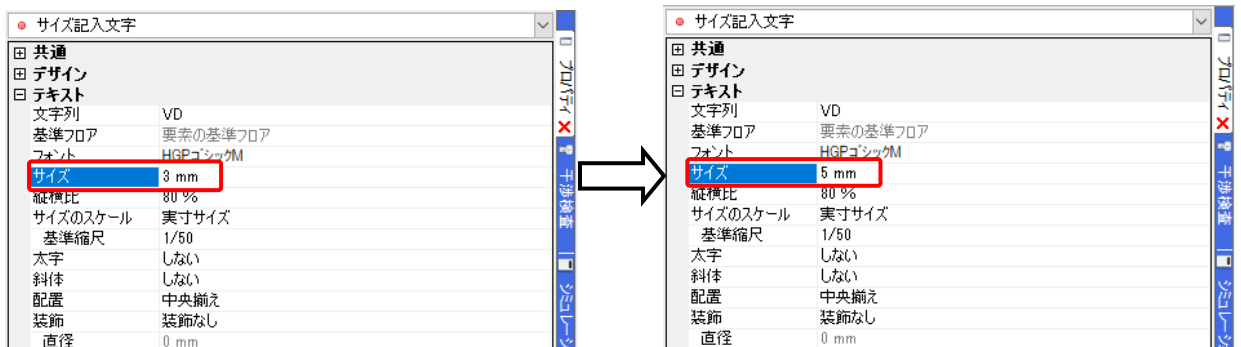 サイズ記入文字
共通
デザイン
テキスト
文字列 VD
基準フロア 要素の基準フロア
フォント HGPゴシックM
サイズ 3 mm
縦横比 80 %
サイズのスケール 実寸サイズ
基準縮尺 1/50
太字 しない
斜体 しない
配置 中央揃え
装飾 装飾なし
直径 0 mm
プロパティ
干渉検査
シミュレーシ
サイズ記入文字
共通
デザイン
テキスト
文字列 VD
基準フロア 要素の基準フロア
フォント HGPゴシックM
サイズ 5 mm
縦横比 80 %
サイズのスケール 実寸サイズ
基準縮尺 1/50
太字 しない
斜体 しない
配置 中央揃え
装飾 装飾なし
直径 0 mm
プロパティ
干渉検査
シミュレーシ